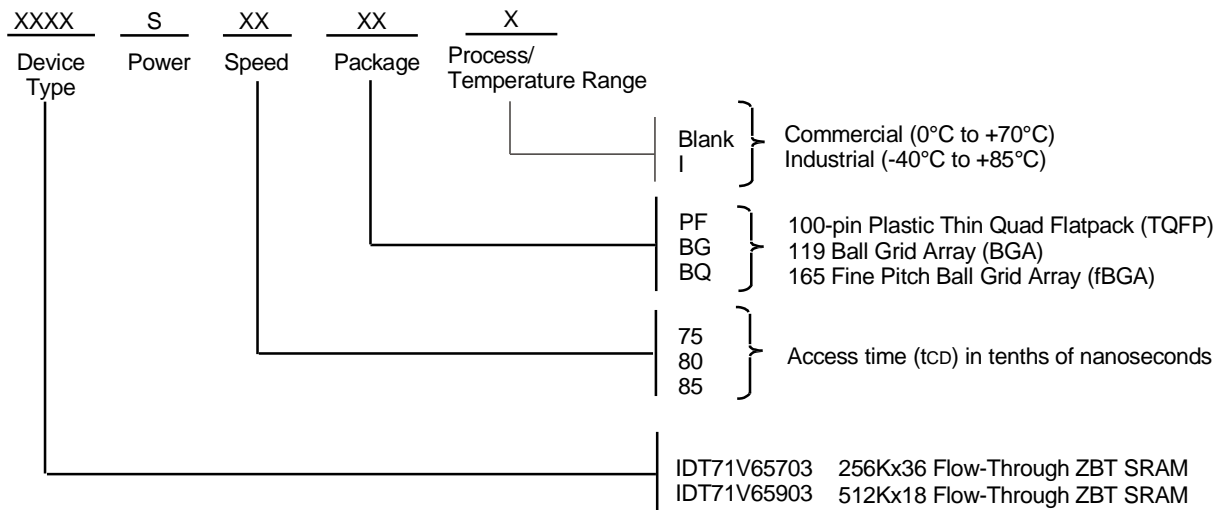 XXXX S XX XX X
Device Type Power Speed Package Process/
Temperature Range
Blank Commercial (0°C to +70°C)
I Industrial (-40°C to +85°C)
PF 100-pin Plastic Thin Quad Flatpack (TQFP)
BG 119 Ball Grid Array (BGA)
BQ 165 Fine Pitch Ball Grid Array (fBGA)
75
80 Access time (tCD) in tenths of nanoseconds
85
IDT71V65703 256Kx36 Flow-Through ZBT SRAM
IDT71V65903 512Kx18 Flow-Through ZBT SRAM